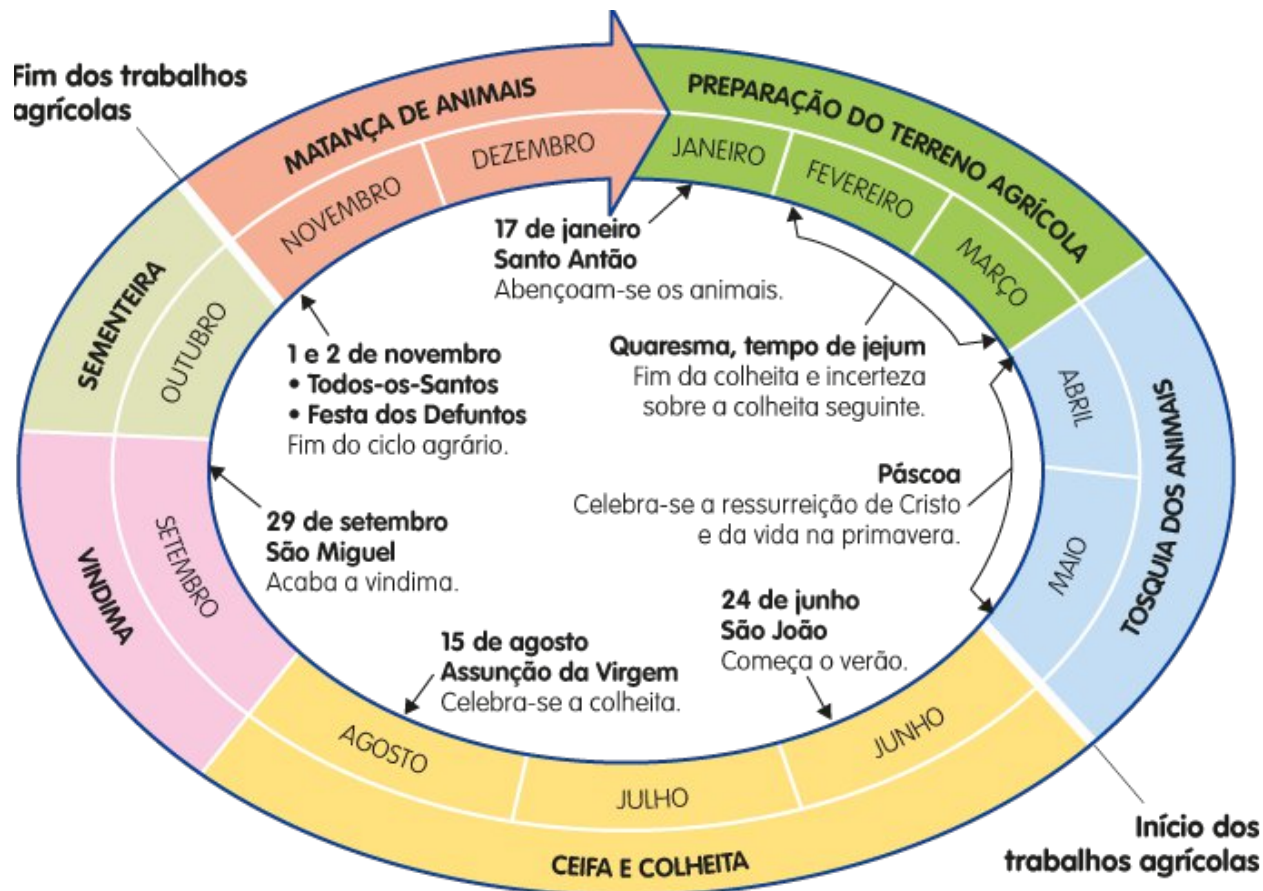 Fim dos trabalhos
agrícolas
MATANÇA DE ANIMAIS
NOVEMBRO
DEZEMBRO
PREPARAÇÃO DO TERRENO AGRÍCOLA
JANEIRO
FEVEREIRO
MARÇO
17 de janeiro
Santo Antão
Abençoam-se os animais.
Quaresma, tempo de jejum
Fim da colheita e incerteza
sobre a colheita seguinte.
TOSQUIA DOS ANIMAIS
ABRIL
MAIO
Páscoa
Celebra-se a ressurreição de Cristo
e da vida na primavera.
Início dos
trabalhos agrícolas
CEIFA E COLHEITA
JUNHO
JULHO
AGOSTO
24 de junho
São João
Começa o verão.
15 de agosto
Assunção da Virgem
Celebra-se a colheita.
VINDIMA
SETEMBRO
29 de setembro
São Miguel
Acaba a vindima.
SEMENTEIRA
OUTUBRO
1 e 2 de novembro
• Todos-os-Santos
• Festa dos Defuntos
Fim do ciclo agrário.